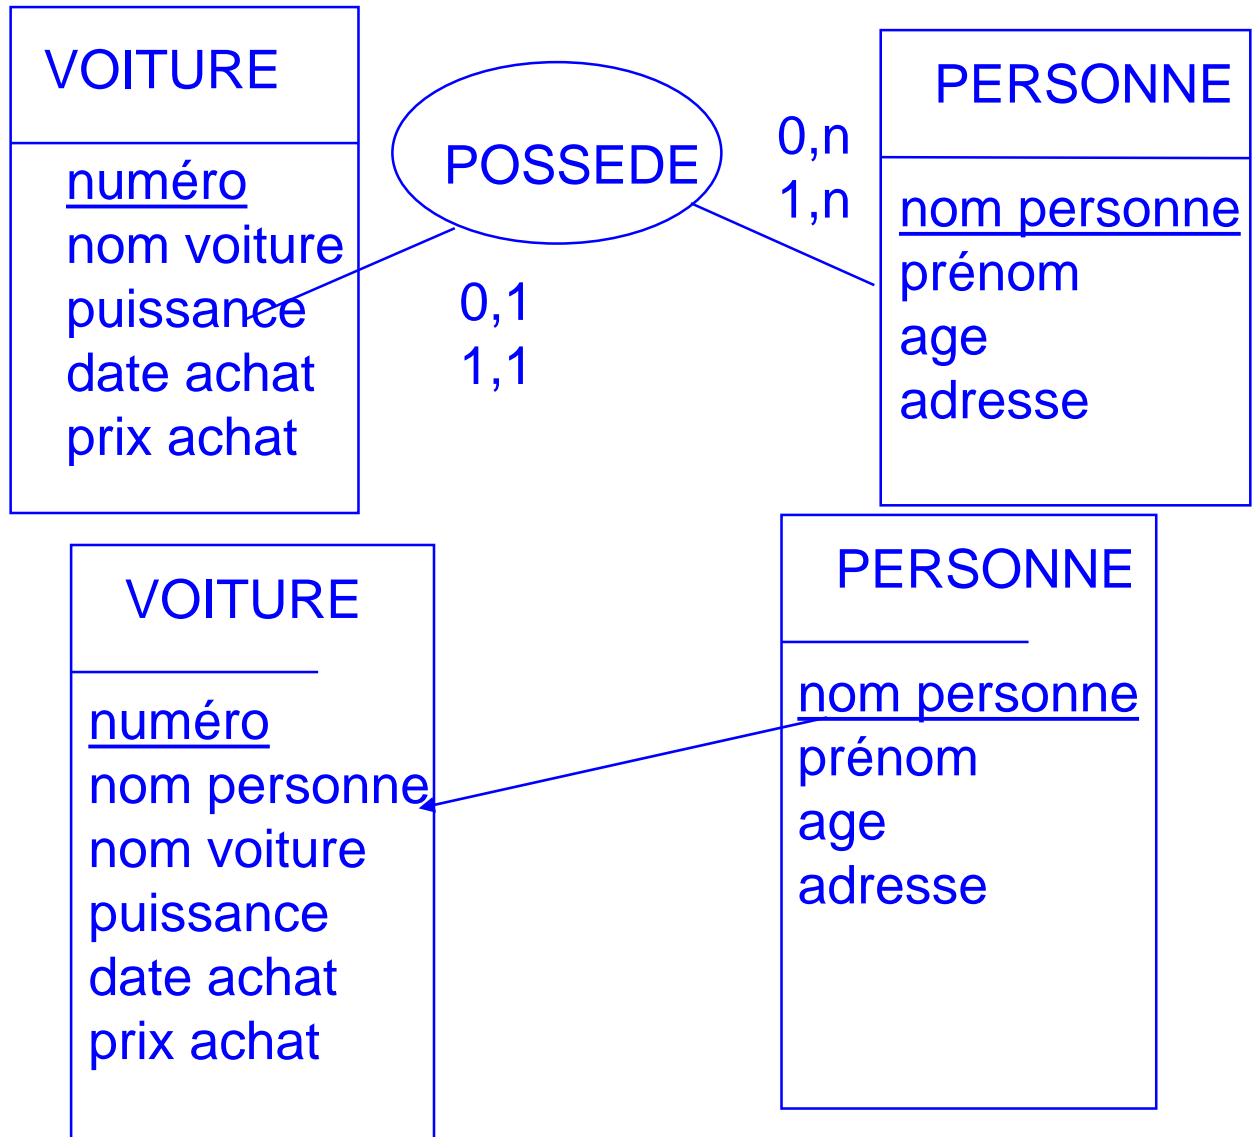 VOITURE
numéro
nom voiture
puissance
date achat
prix achat
POSSEDE
0,1
1,1
0,n
1,n
PERSONNE
nom personne
prénom
age
adresse
VOITURE
numéro
nom personne
nom voiture
puissance
date achat
prix achat
PERSONNE
nom personne
prénom
age
adresse